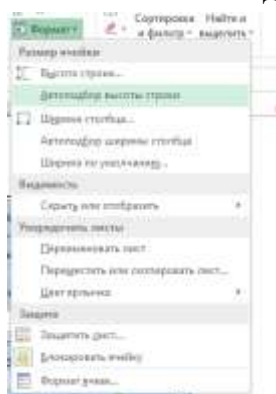 Формат
Сортировка
и фильтр
Найти и
выделить
Размер ячейки
Высота строки...
Автоподбор высоты строки
Ширина столбца...
Автоподбор ширины столбца
Ширина по умолчанию...
Видимость
Скрыть или отобразить
Упорядочить листы
Переименовать лист
Переместить или скопировать лист...
Цвет ярлычка
Защита
Защитить лист...
Блокировать ячейку
Формат ячеек...